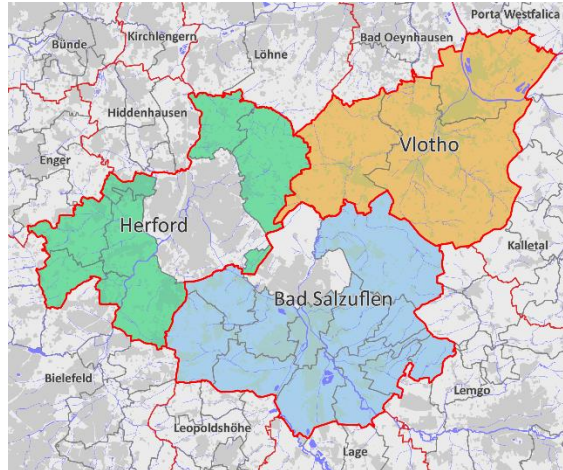 Porta Westfalica
Kirchlengern
Bad Oeynhausen
Bünde
Löhne
Hiddenhausen
Vlotho
Enger
Herford
Kalletal
Bad Salzuflen
Bielefeld
Lemgo
Leopoldshöhe
Lage